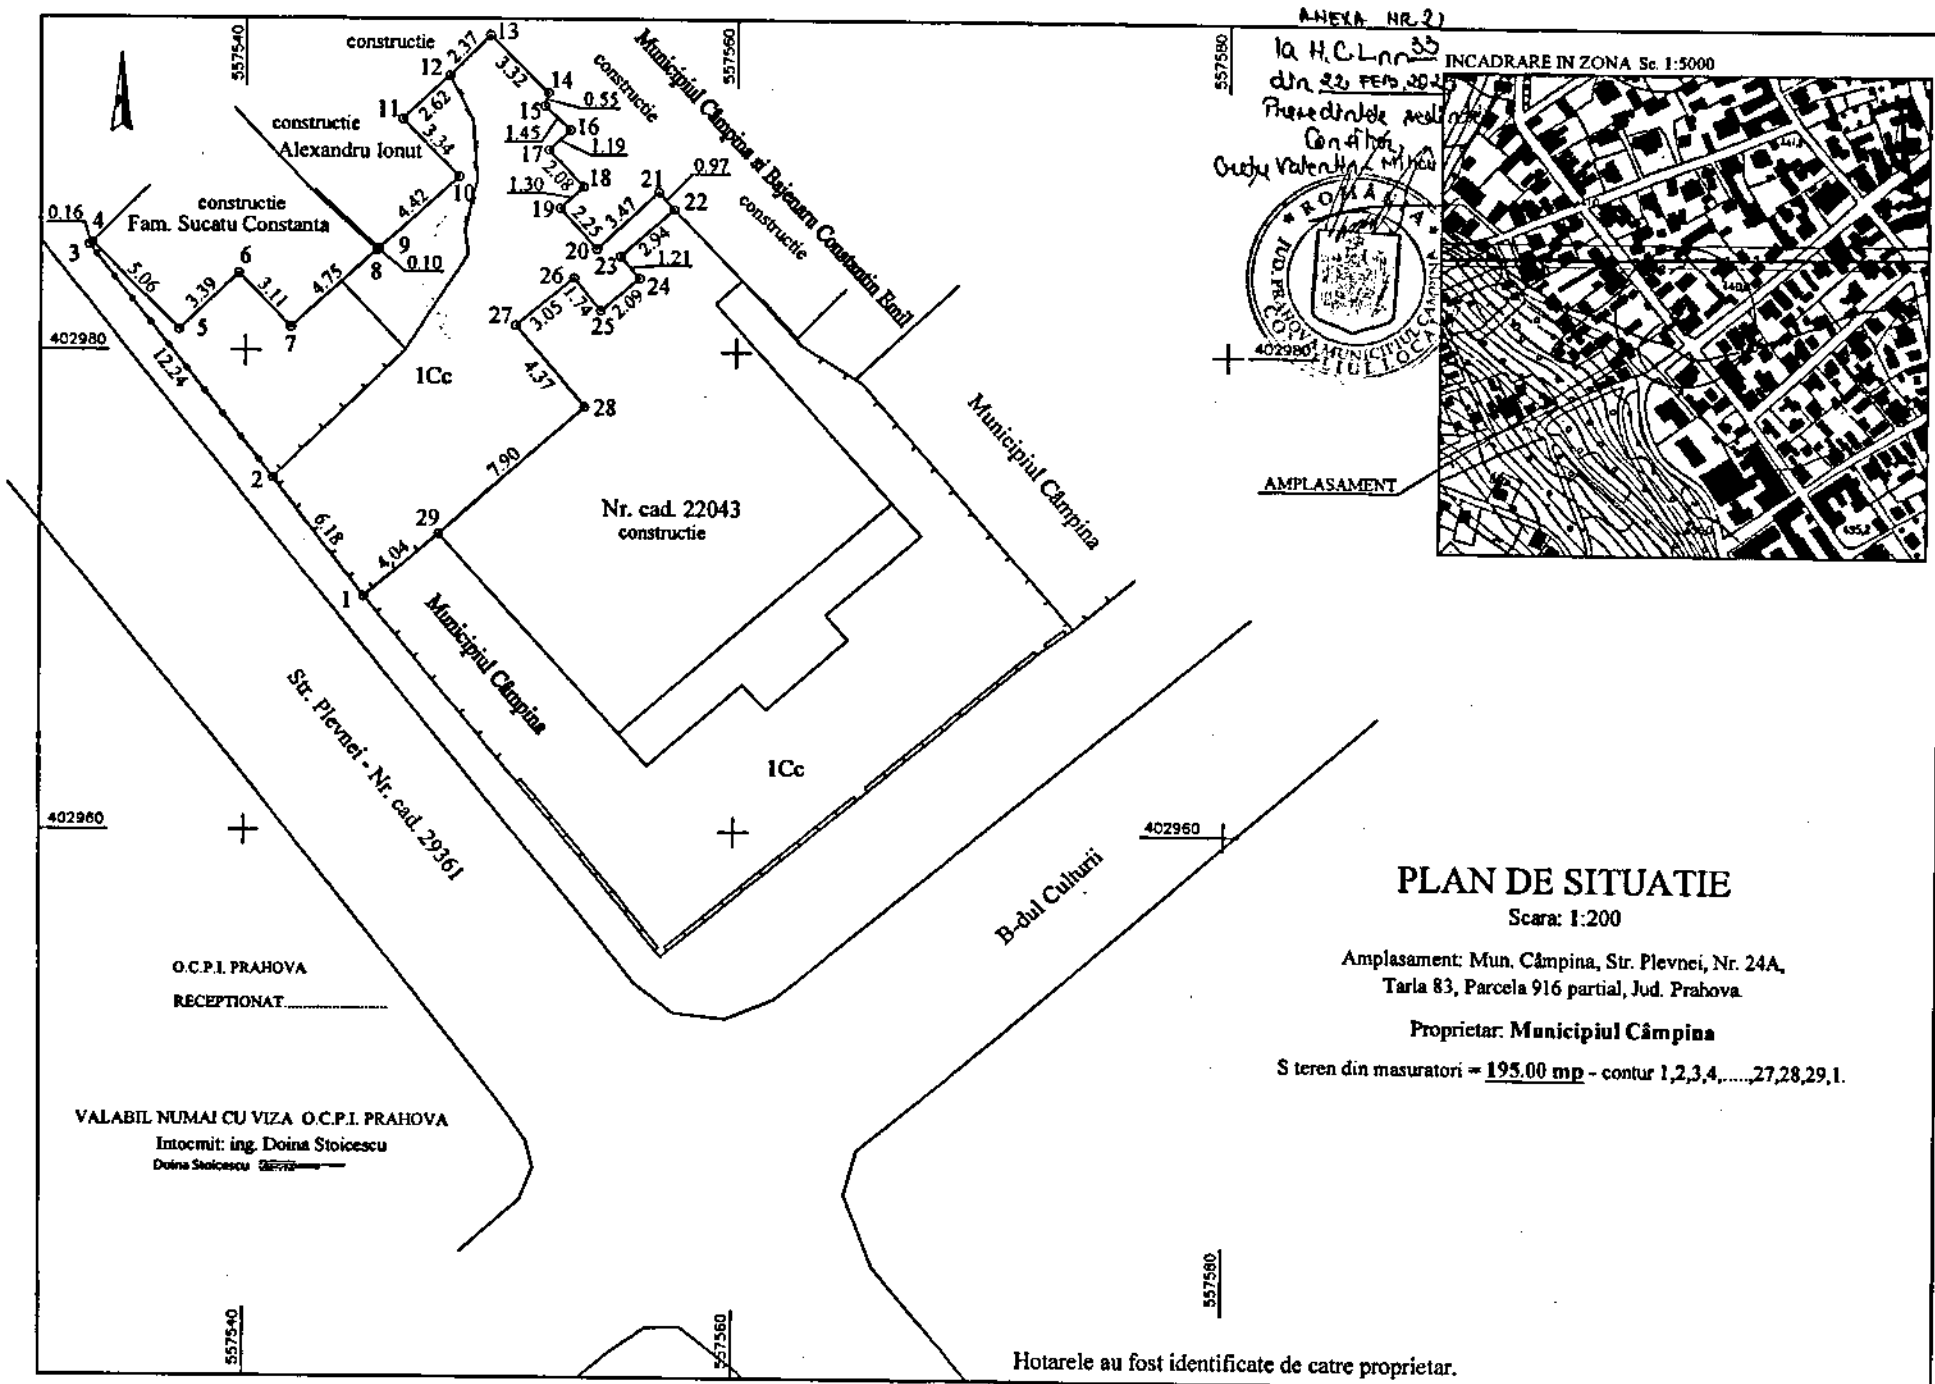 ANEXA NR. 21
la H.C.L. nr. 33
din 22 FEB. 202
Presedintele
Consilier,
INCADRARE IN ZONA Sc. 1:5000
ROMÂNIA
JUD. PRAHOVA
MUNICIPIUL CÂMPINA
CONSILIUL LOCAL
AMPLASAMENT
557540
557560
557580
402980
402980
402960
402960
557540
557560
557580
constructie
constructie
Alexandru Ionut
constructie
Fam. Sucatu Constanta
constructie
Municipiul Câmpina si Bajenaru Constantin Emil
constructie
Municipiul Câmpina
1Cc
Nr. cad. 22043
constructie
Municipiul Câmpina
1Cc
Str. Plevnei - Nr. cad. 29361
B-dul Culturii
1
2
3
4
5
6
7
8
9
10
11
12
13
14
15
16
17
18
19
20
21
22
23
24
25
26
27
28
29
6.18
12.24
0.16
5.06
3.39
3.11
4.75
0.10
4.42
3.34
2.62
2.37
3.32
0.55
1.45
1.19
2.08
1.30
2.25
3.47
0.97
2.94
1.21
2.09
1.74
3.05
4.37
7.90
4.04
PLAN DE SITUATIE
Scara: 1:200
Amplasament: Mun. Câmpina, Str. Plevnei, Nr. 24A,
Tarla 83, Parcela 916 partial, Jud. Prahova
Proprietar: Municipiul Câmpina
S teren din masuratori = 195.00 mp - contur 1,2,3,4,.....,27,28,29,1.
O.C.P.I. PRAHOVA
RECEPTIONAT....................
VALABIL NUMAI CU VIZA O.C.P.I. PRAHOVA
Intocmit: ing. Doina Stoicescu
Doina Stoicescu
Hotarele au fost identificate de catre proprietar.